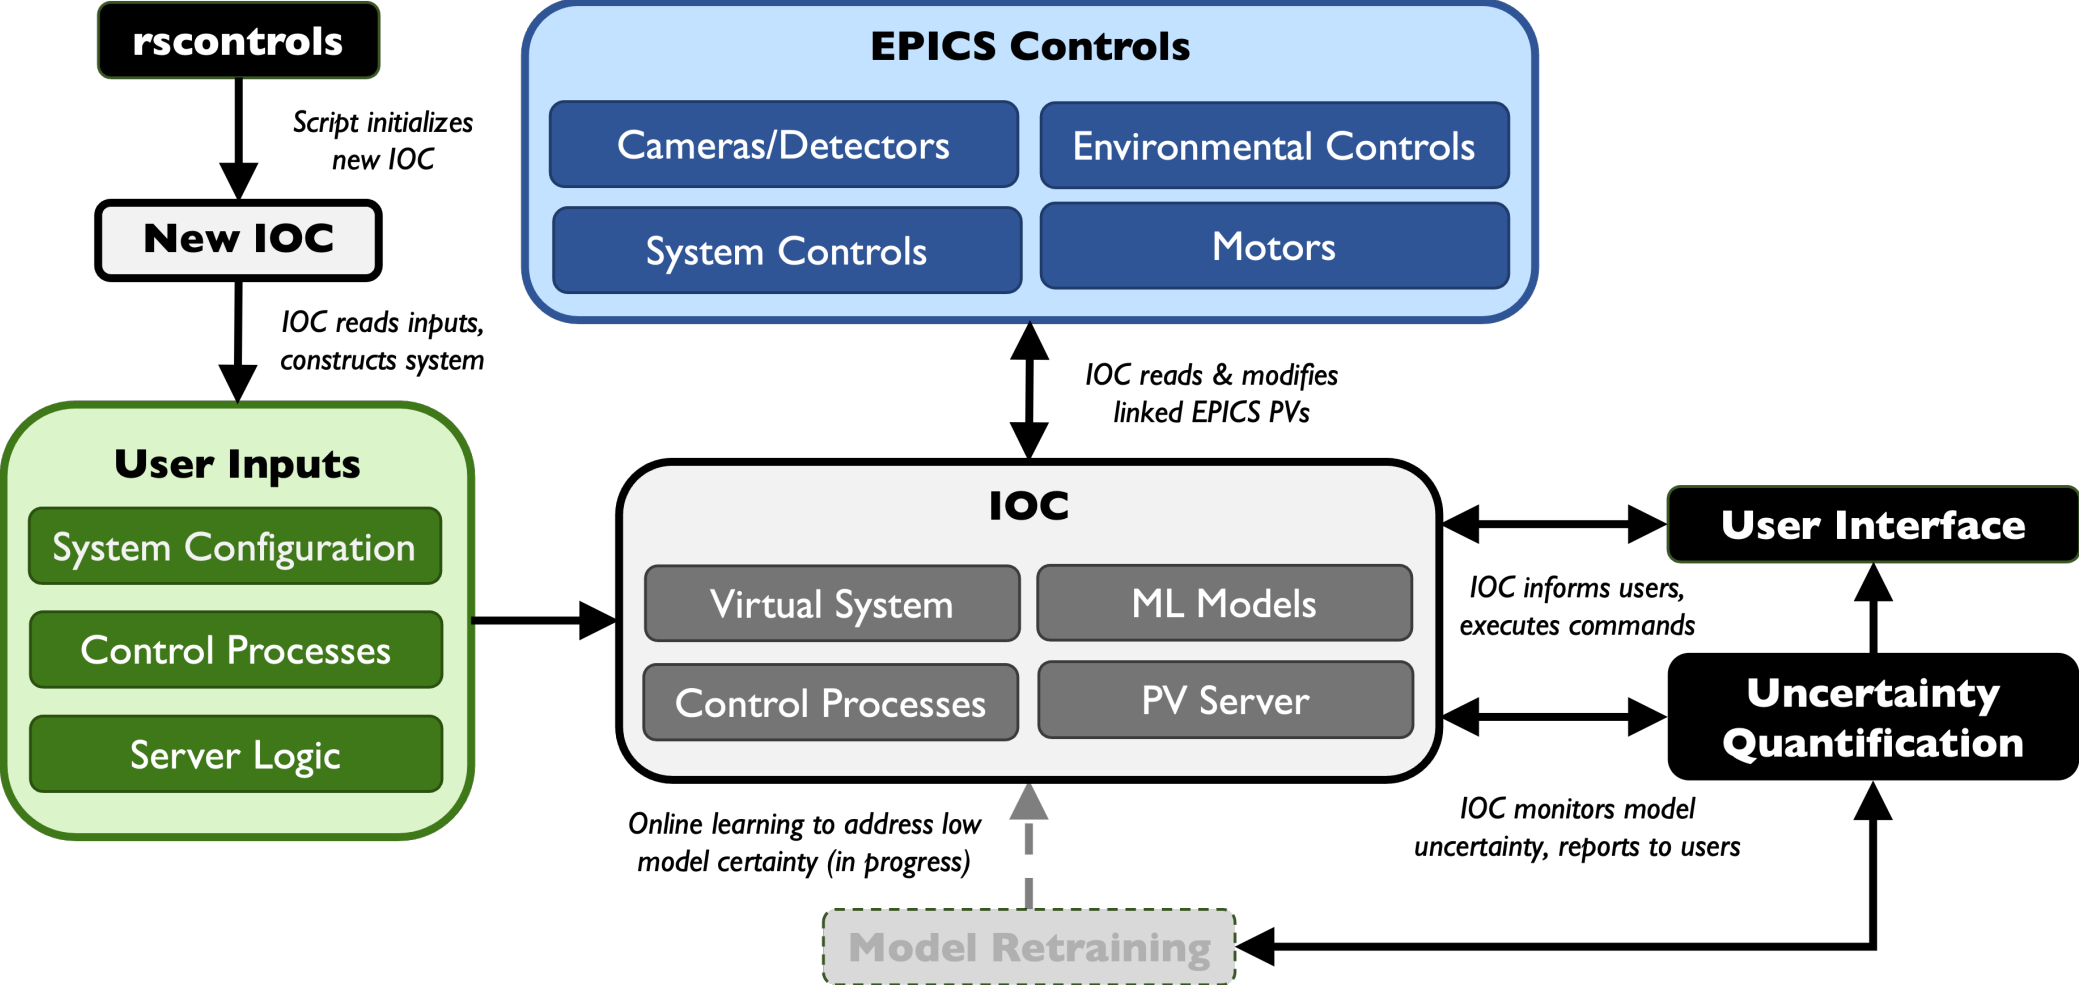 rscontrols
Script initializes
new IOC
New IOC
IOC reads inputs,
constructs system
User Inputs
System Configuration
Control Processes
Server Logic
EPICS Controls
Cameras/Detectors
Environmental Controls
System Controls
Motors
IOC reads & modifies
linked EPICS PVs
IOC
Virtual System
ML Models
Control Processes
PV Server
User Interface
IOC informs users,
executes commands
Uncertainty
Quantification
IOC monitors model
uncertainty, reports to users
Online learning to address low
model certainty (in progress)
Model Retraining